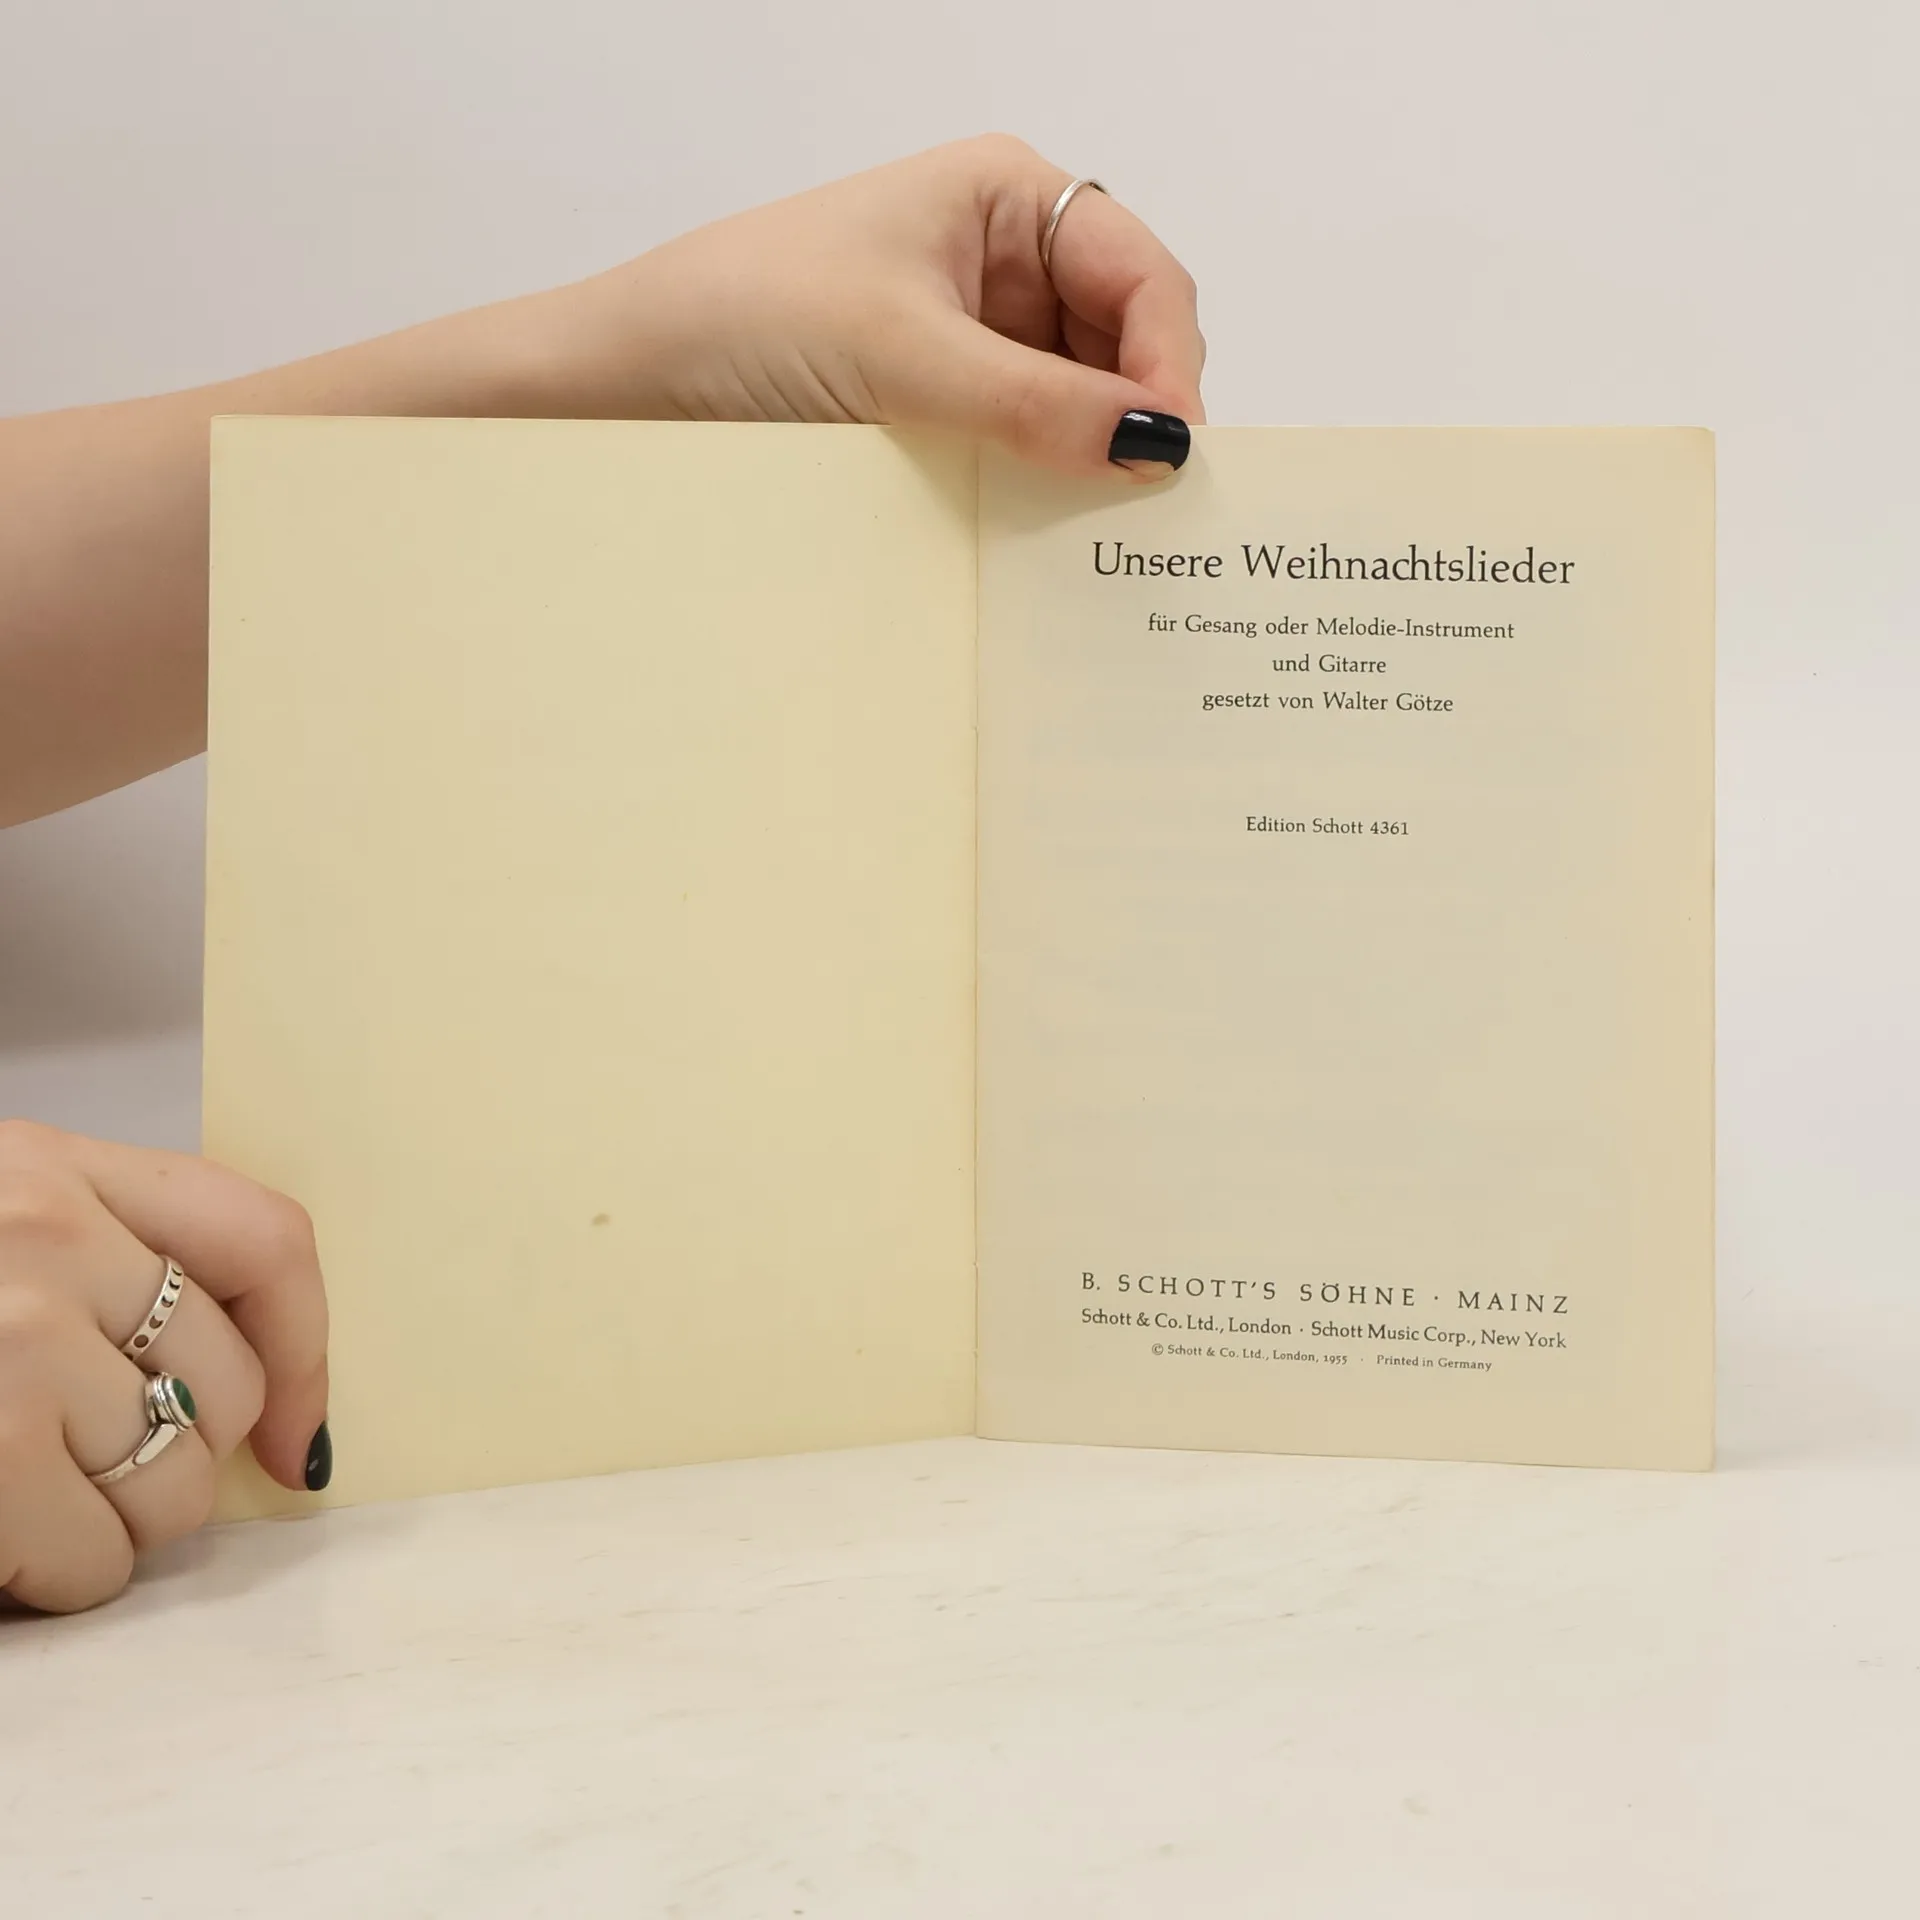 Unsere Weihnachtslieder
für Gesang oder Melodie-Instrument
und Gitarre
gesetzt von Walter Götze
Edition Schott 4361
B. SCHOTT'S SÖHNE · MAINZ
Schott & Co. Ltd., London · Schott Music Corp., New York
© Schott & Co. Ltd., London, 1955 · Printed in Germany